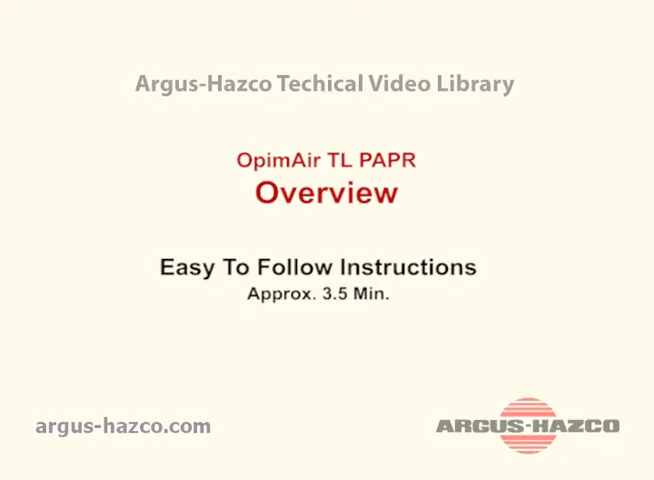 Argus-Hazco Techical Video Library
OpimAir TL PAPR
Overview
Easy To Follow Instructions
Approx. 3.5 Min.
argus-hazco.com
ARGUS-HAZCO